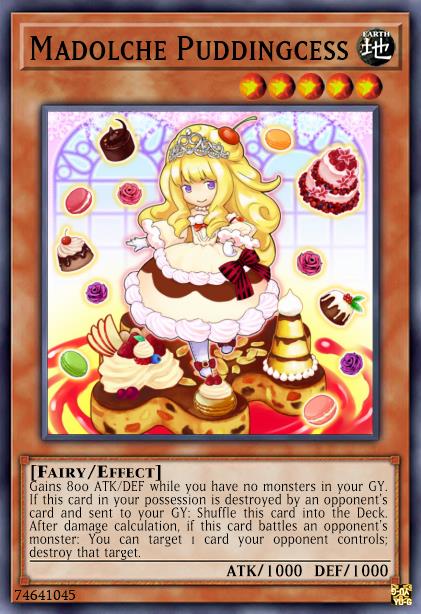 MADOLCHE PUDDINGCESS
EARTH
地
[FAIRY/EFFECT]
Gains 800 ATK/DEF while you have no monsters in your GY.
If this card in your possession is destroyed by an opponent's
card and sent to your GY: Shuffle this card into the Deck.
After damage calculation, if this card battles an opponent's
monster: You can target 1 card your opponent controls;
destroy that target.
ATK/1000 DEF/1000
74641045